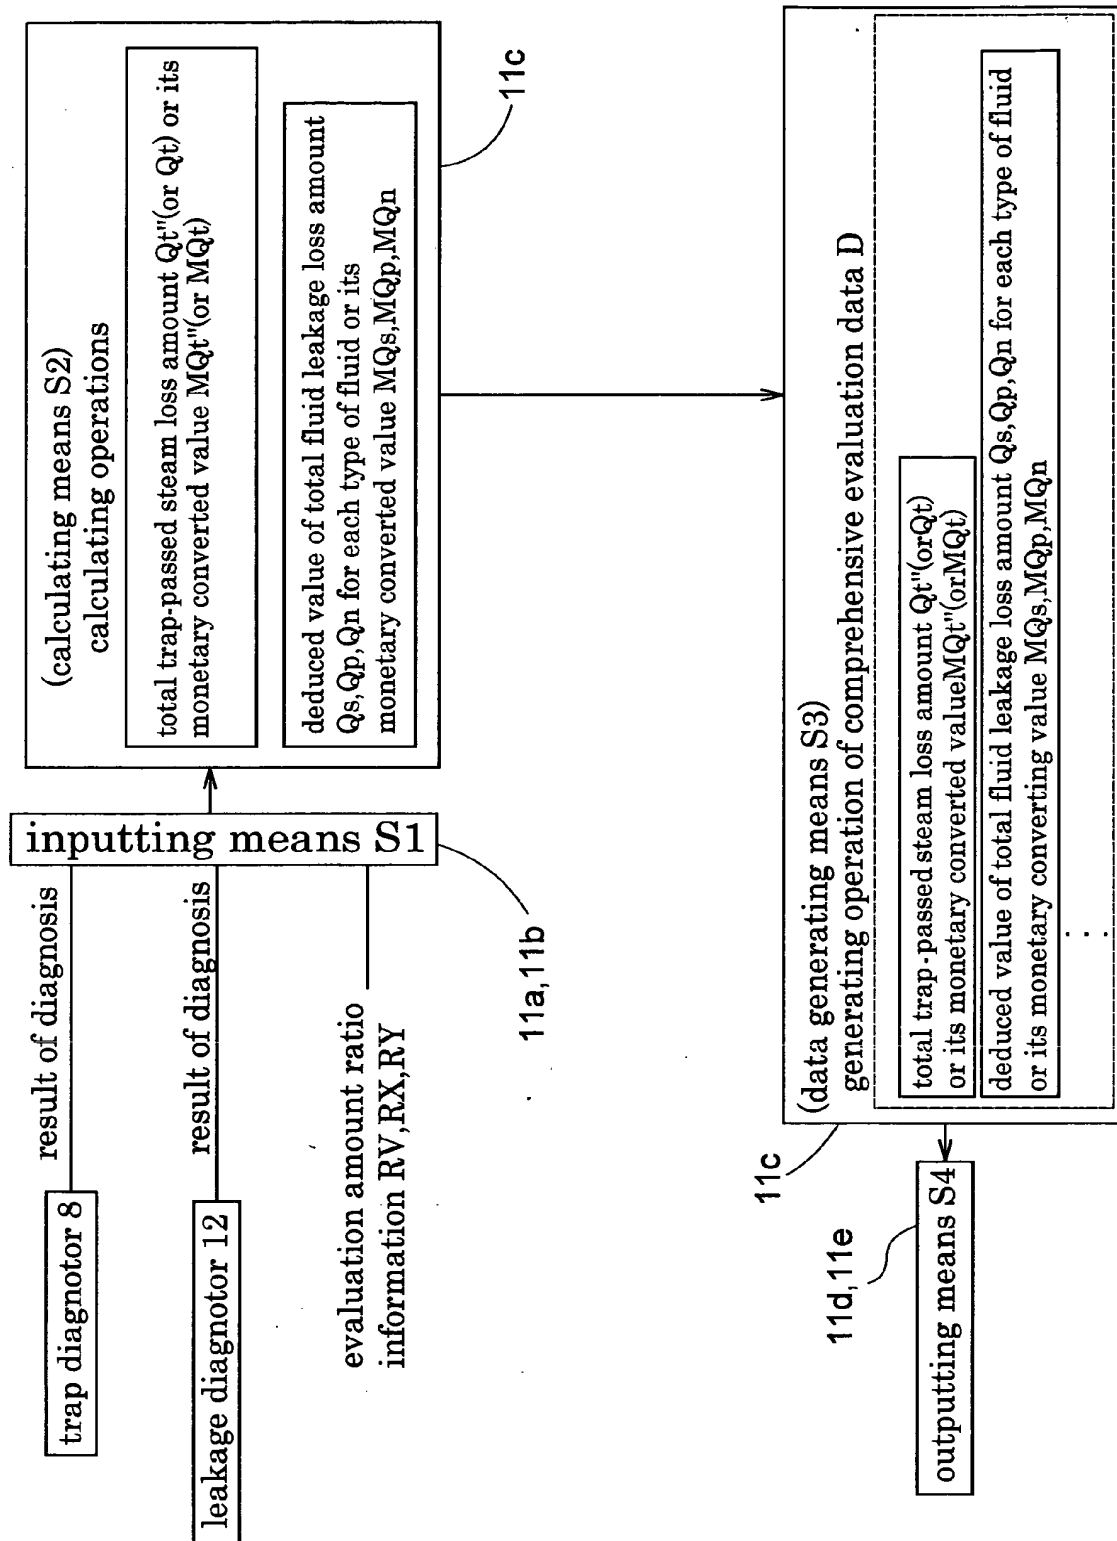 trap diagnotor 8
result of diagnosis
leakage diagnotor 12
result of diagnosis
evaluation amount ratio
information RV,RX,RY
inputting means S1
11a,11b
(calculating means S2)
calculating operations
total trap-passed steam loss amount Qt"(or Qt) or its
monetary converted value MQt"(or MQt)
deduced value of total fluid leakage loss amount
Qs,Qp,Qn for each type of fluid or its
monetary converted value MQs,MQp,MQn
11c
(data generating means S3)
generating operation of comprehensive evaluation data D
total trap-passed steam loss amount Qt"(orQt)
or its monetary converted valueMQt"(orMQt)
deduced value of total fluid leakage loss amount Qs,Qp,Qn for each type of fluid
or its monetary converting value MQs,MQp,MQn
. . .
11c
outputting means S4
11d,11e